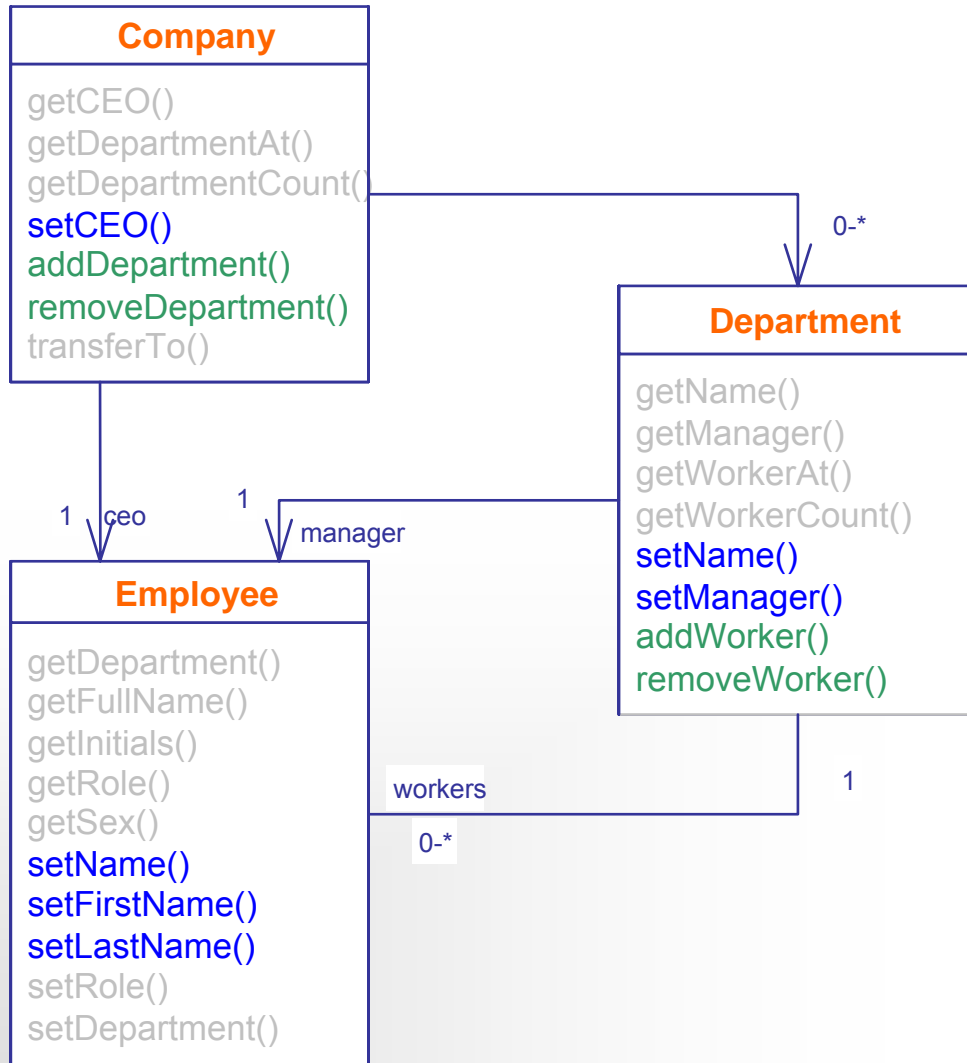 Company
getCEO()
getDepartmentAt()
getDepartmentCount()
setCEO()
addDepartment()
removeDepartment()
transferTo()
0-*
Department
getName()
getManager()
getWorkerAt()
getWorkerCount()
setName()
setManager()
addWorker()
removeWorker()
1 ceo
1
manager
Employee
getDepartment()
getFullName()
getInitials()
getRole()
getSex()
setName()
setFirstName()
setLastName()
setRole()
setDepartment()
workers
0-*
1